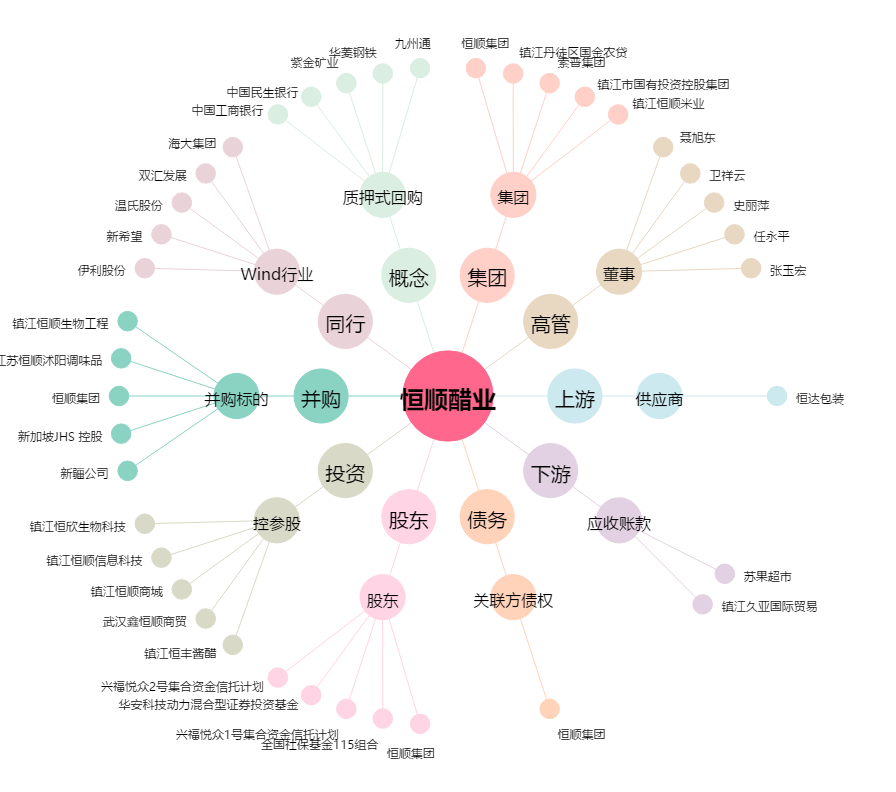 九州通
恒顺集团
华菱钢铁
镇江丹徒区国金农贷
紫金矿业
索普集团
中国民生银行
镇江市国有投资控股集团
中国工商银行
镇江恒顺米业
海大集团
聂旭东
双汇发展
卫祥云
质押式回购
集团
温氏股份
史丽萍
新希望
任永平
伊利股份
Wind行业
概念
集团
董事
张玉宏
镇江恒顺生物工程
同行
高管
江苏恒顺沭阳调味品
恒顺集团
并购标的
并购
恒顺醋业
上游
供应商
恒达包装
新加坡JHS 控股
新疆公司
投资
下游
镇江恒欣生物科技
控参股
股东
债务
应收账款
镇江恒顺信息科技
苏果超市
镇江恒顺商城
股东
关联方债权
镇江久亚国际贸易
武汉鑫恒顺商贸
镇江恒丰酱醋
兴福悦众2号集合资金信托计划
华安科技动力混合型证券投资基金
兴福悦众1号集合资金信托计划
恒顺集团
全国社保基金115组合
恒顺集团